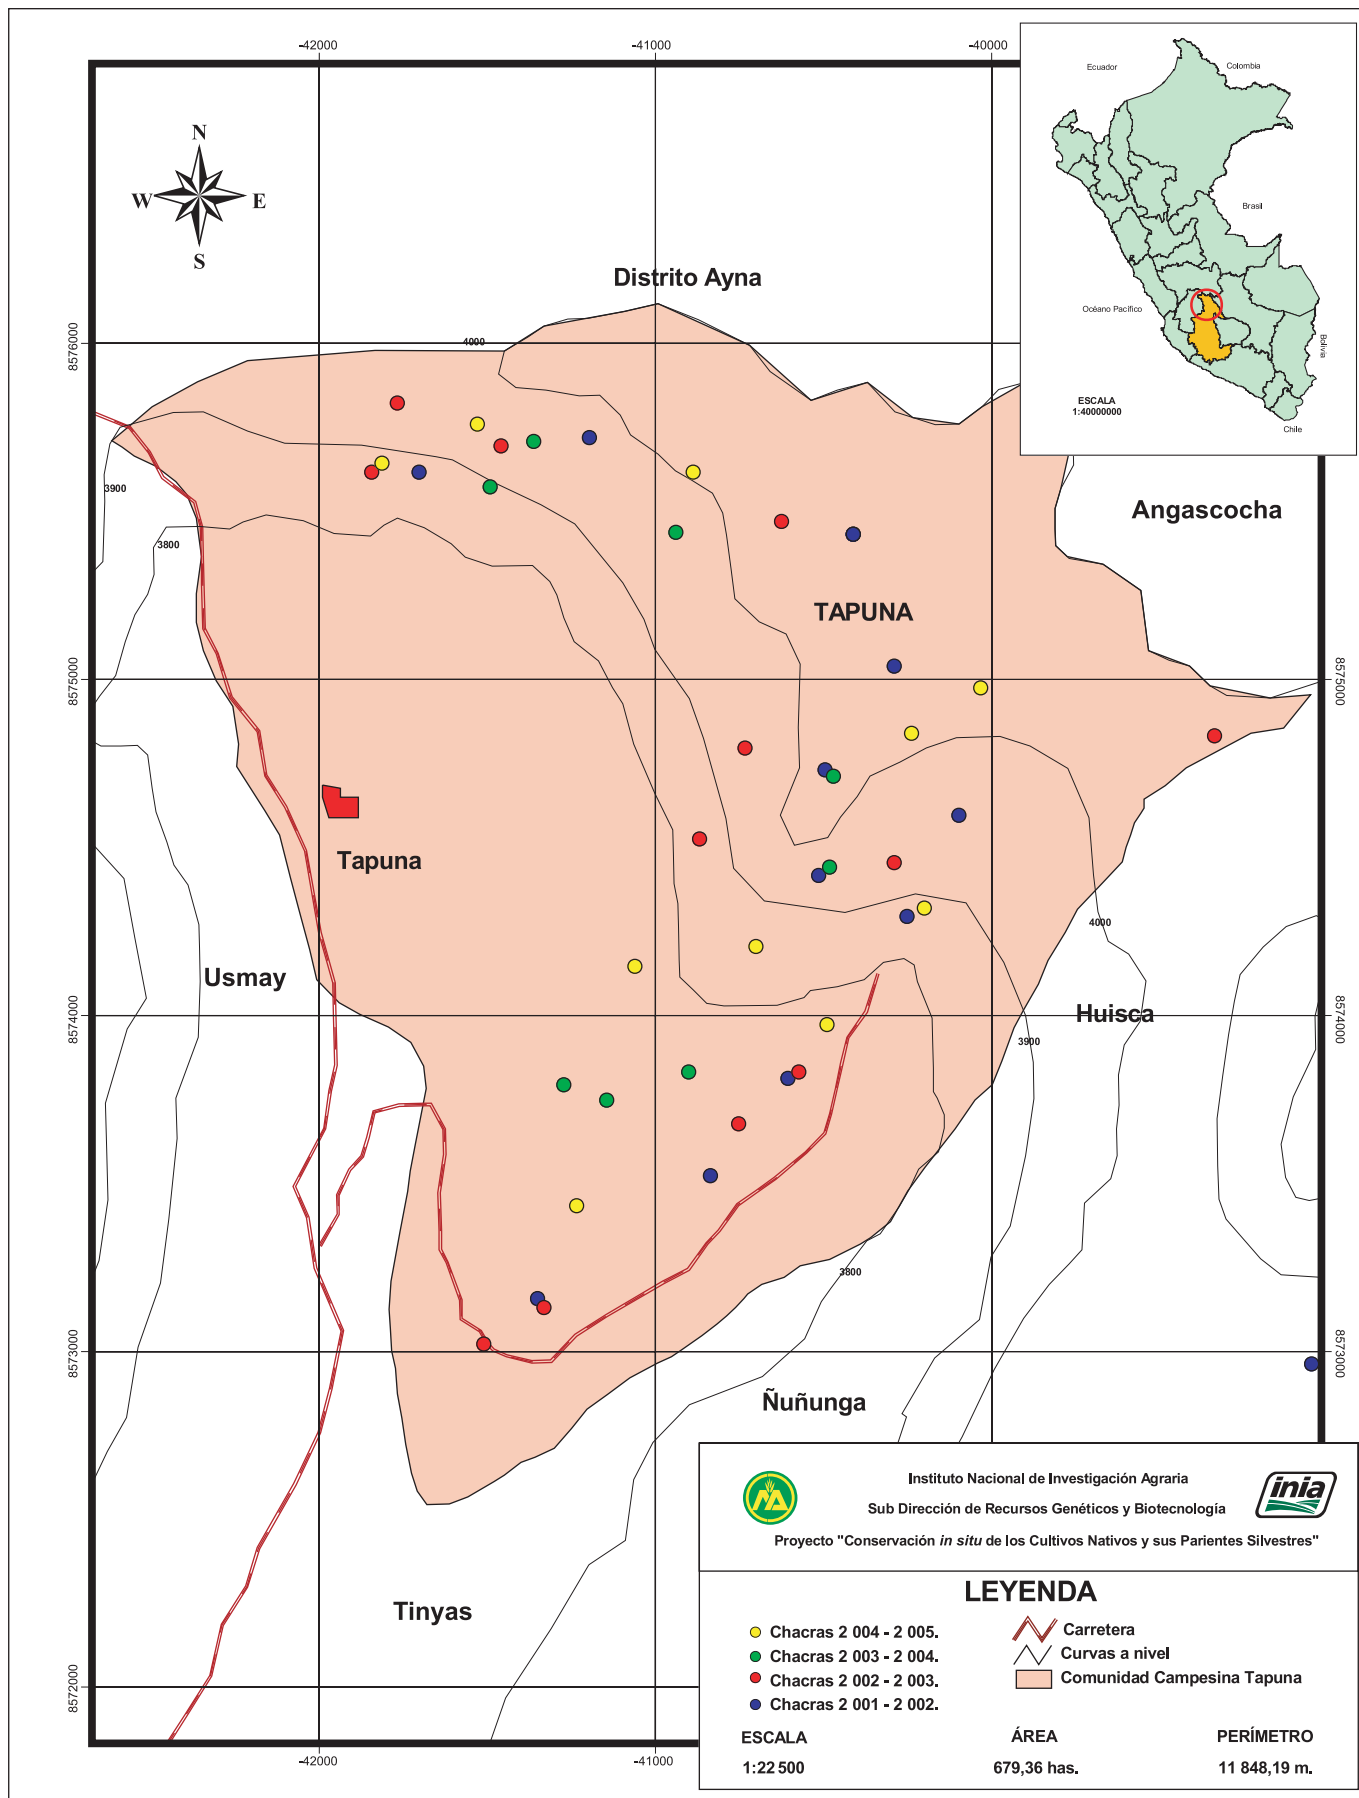 -42000
-41000
-40000
Ecuador
Colombia
Brasil
Océano Pacífico
Bolivia
ESCALA
1:40000000
Chile
N
W
E
S
Distrito Ayna
8576000
4000
3900
3800
Angascocha
TAPUNA
8575000
8575000
Tapuna
4000
Usmay
Huisca
8574000
8574000
3900
3800
8573000
8573000
Ñuñunga
Tinyas
8572000
-42000
-41000
Instituto Nacional de Investigación Agraria
Sub Dirección de Recursos Genéticos y Biotecnología
inia
Proyecto "Conservación in situ de los Cultivos Nativos y sus Parientes Silvestres"
LEYENDA
Chacras 2 004 - 2 005.
Chacras 2 003 - 2 004.
Chacras 2 002 - 2 003.
Chacras 2 001 - 2 002.
Carretera
Curvas a nivel
Comunidad Campesina Tapuna
ESCALA
1:22 500
ÁREA
679,36 has.
PERÍMETRO
11 848,19 m.